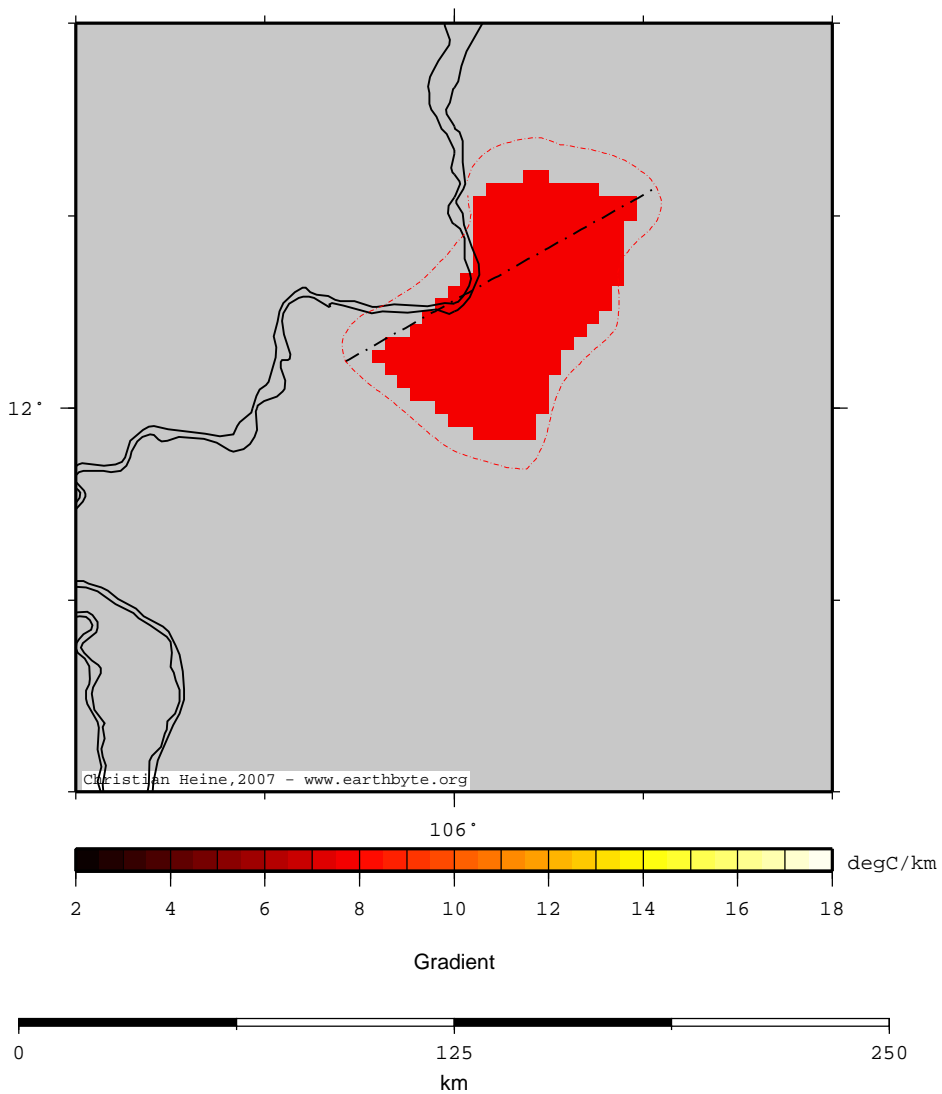 12°
Christian Heine,2007 - www.earthbyte.org
106°
degC/km
2 4 6 8 10 12 14 16 18
Gradient
0 125 250
km